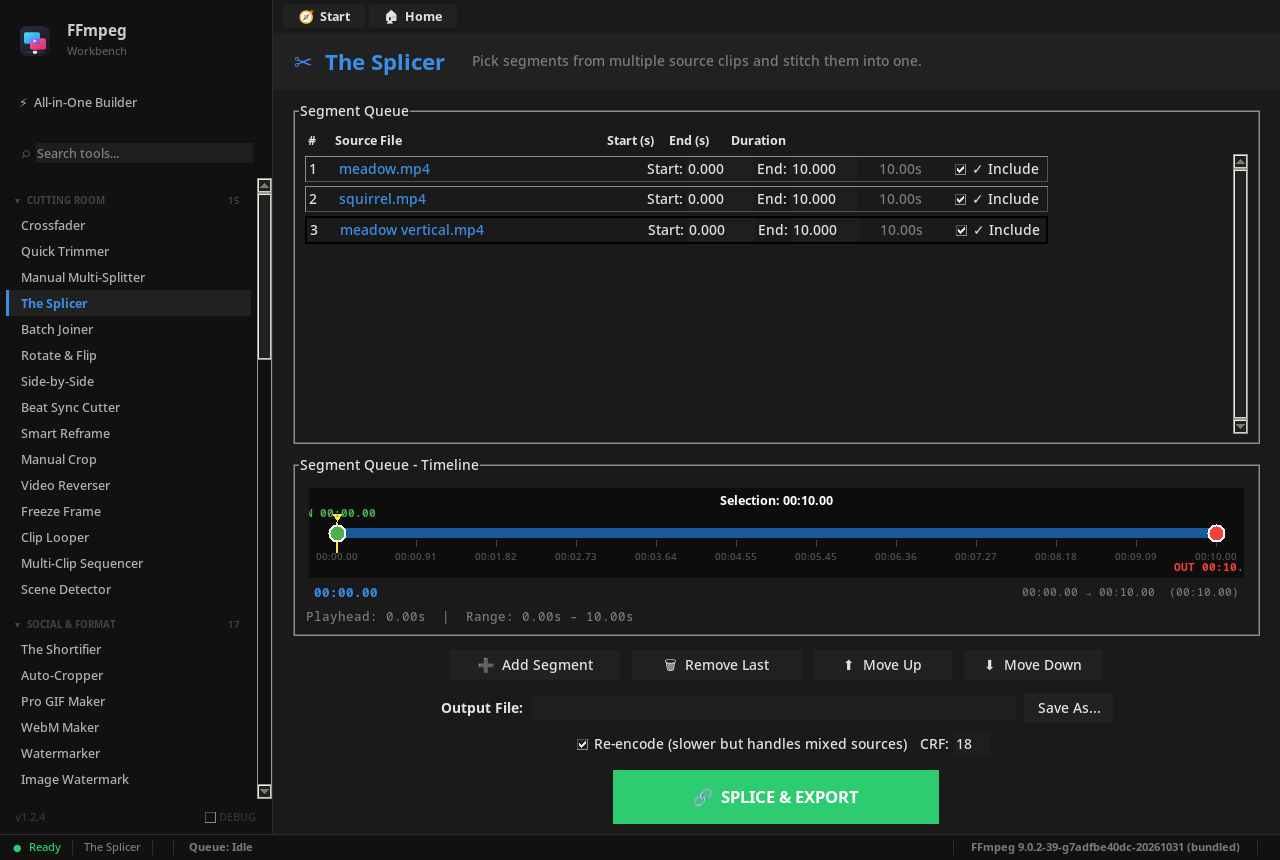 FFmpeg
Workbench
⚡ All-in-One Builder
Search tools...
▾ CUTTING ROOM 15
Crossfader
Quick Trimmer
Manual Multi-Splitter
The Splicer
Batch Joiner
Rotate & Flip
Side-by-Side
Beat Sync Cutter
Smart Reframe
Manual Crop
Video Reverser
Freeze Frame
Clip Looper
Multi-Clip Sequencer
Scene Detector
▾ SOCIAL & FORMAT 17
The Shortifier
Auto-Cropper
Pro GIF Maker
WebM Maker
Watermarker
Image Watermark
v1.2.4 DEBUG
🧭 Start 🏠 Home
✂ The Splicer Pick segments from multiple source clips and stitch them into one.
Segment Queue
# Source File Start (s) End (s) Duration
1 meadow.mp4 Start: 0.000 End: 10.000 10.00s ✓ Include
2 squirrel.mp4 Start: 0.000 End: 10.000 10.00s ✓ Include
3 meadow vertical.mp4 Start: 0.000 End: 10.000 10.00s ✓ Include
Segment Queue - Timeline
Selection: 00:10.00
00:00.00
00:00.00 00:00.91 00:01.82 00:02.73 00:03.64 00:04.55 00:05.45 00:06.36 00:07.27 00:08.18 00:09.09 00:10.00
OUT 00:10.
00:00.00 00:00.00 → 00:10.00 (00:10.00)
Playhead: 0.00s | Range: 0.00s – 10.00s
➕ Add Segment 🗑 Remove Last ⬆ Move Up ⬇ Move Down
Output File: Save As...
Re-encode (slower but handles mixed sources) CRF: 18
🔗 SPLICE & EXPORT
● Ready The Splicer Queue: Idle FFmpeg 9.0.2-39-g7adfbe40dc-20261031 (bundled)